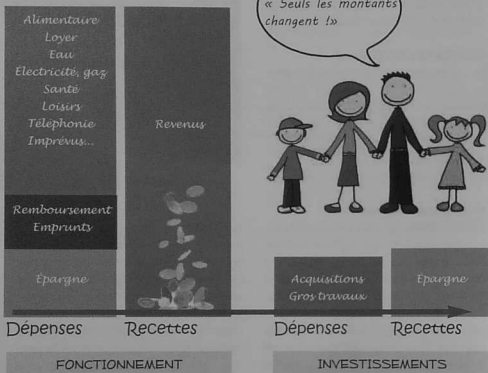 « Seuls les montants
changent !»
Alimentaire
Loyer
Eau
Electricité, gaz
Santé
Loisirs
Téléphonie
Imprévus...
Remboursement
Emprunts
Épargne
Revenus
Acquisitions
Gros travaux
Épargne
Dépenses
Recettes
Dépenses
Recettes
FONCTIONNEMENT
INVESTISSEMENTS